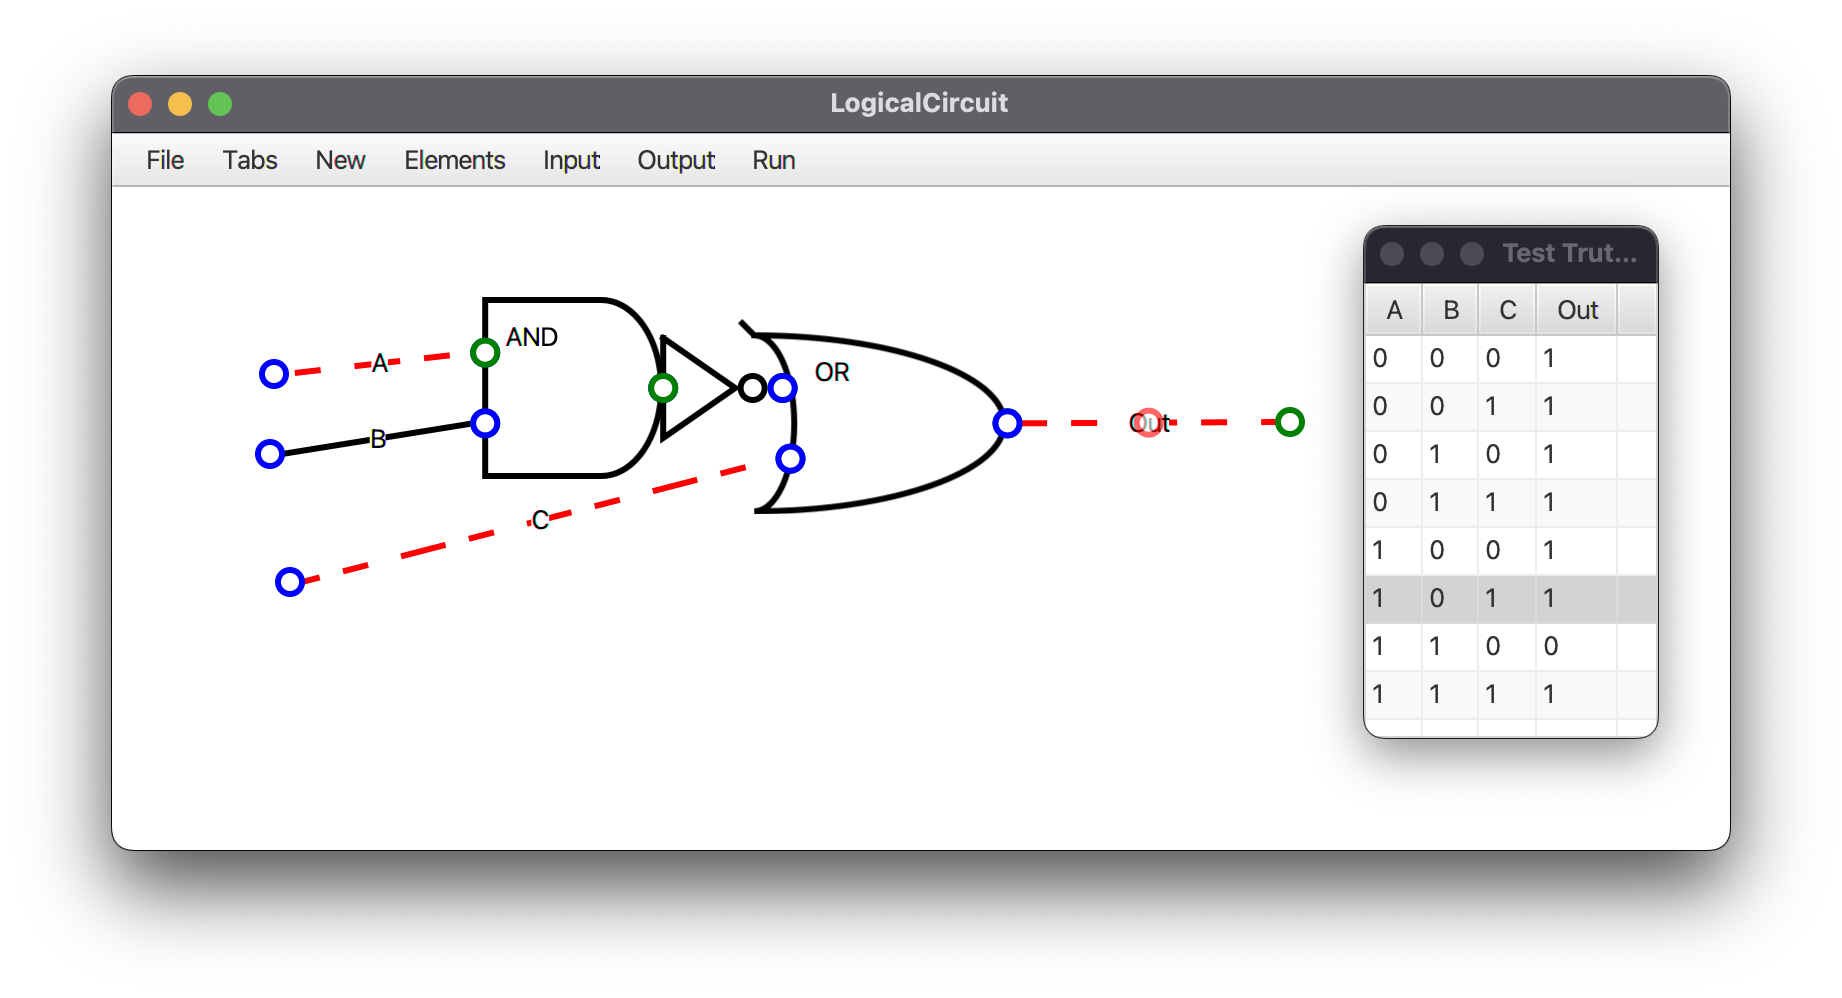 LogicalCircuit
File Tabs New Elements Input Output Run
Test Trut...
A B C Out
0 0 0 1
0 0 1 1
0 1 0 1
0 1 1 1
1 0 0 1
1 0 1 1
1 1 0 0
1 1 1 1
AND
A
OR
Out
B
C